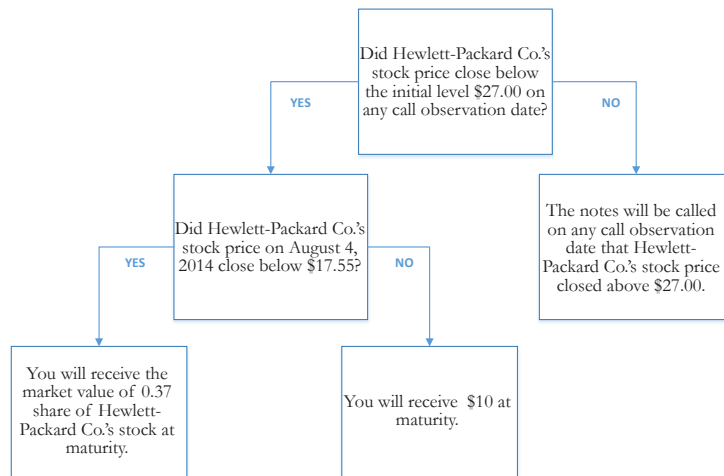 Did Hewlett-Packard Co.'s
stock price close below
the initial level $27.00 on
any call observation date?
YES
NO
Did Hewlett-Packard Co.'s
stock price on August 4,
2014 close below $17.55?
The notes will be called
on any call observation
date that Hewlett-
Packard Co.'s stock price
closed above $27.00.
YES
NO
You will receive the
market value of 0.37
share of Hewlett-
Packard Co.'s stock at
maturity.
You will receive $10 at
maturity.